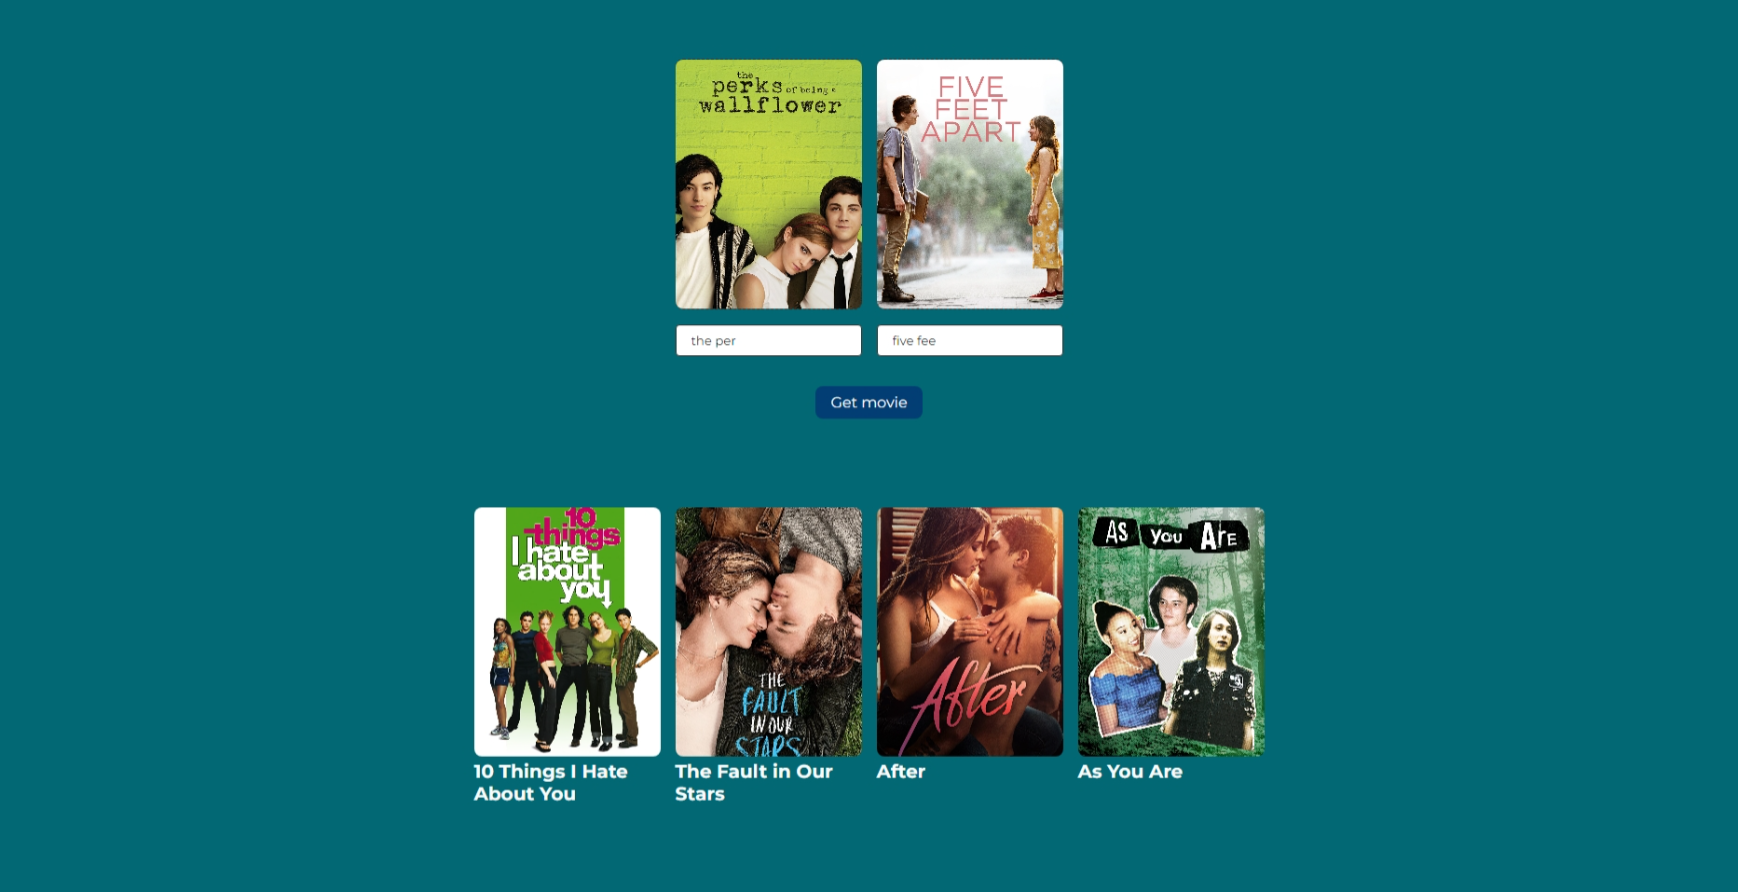 the
perks of being a
wallflower
FIVE
FEET
APART
the per
five fee
Get movie
10
things
I hate
about
you
THE
FAULT
IN OUR
STARS
After
AS you ArE
10 Things I Hate
About You
The Fault in Our
Stars
After
As You Are